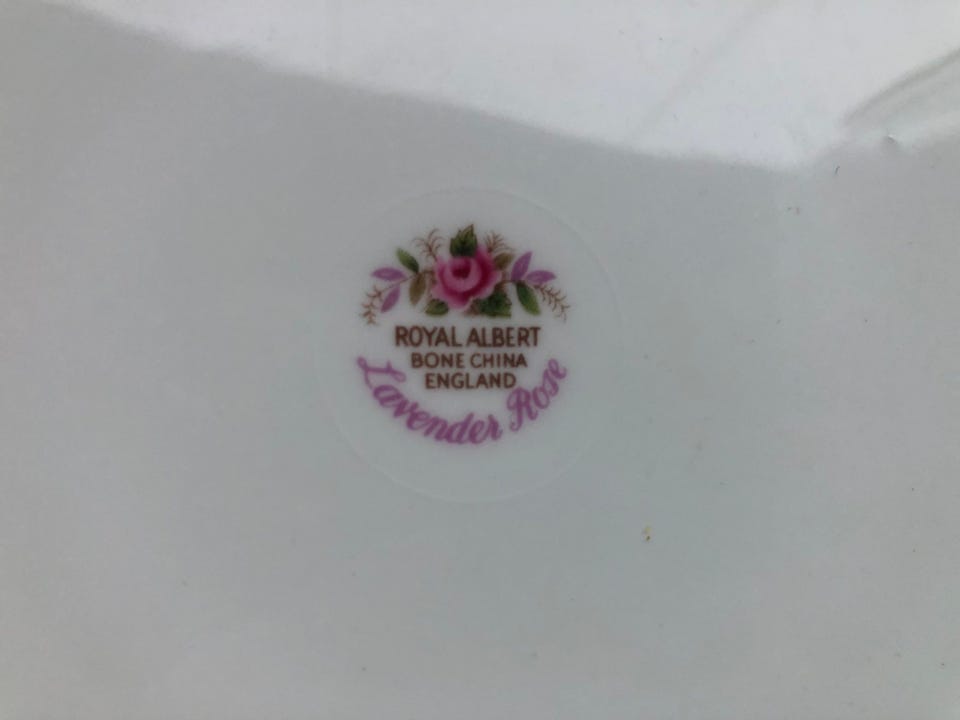 ROYAL ALBERT
BONE CHINA
ENGLAND
Lavender Rose